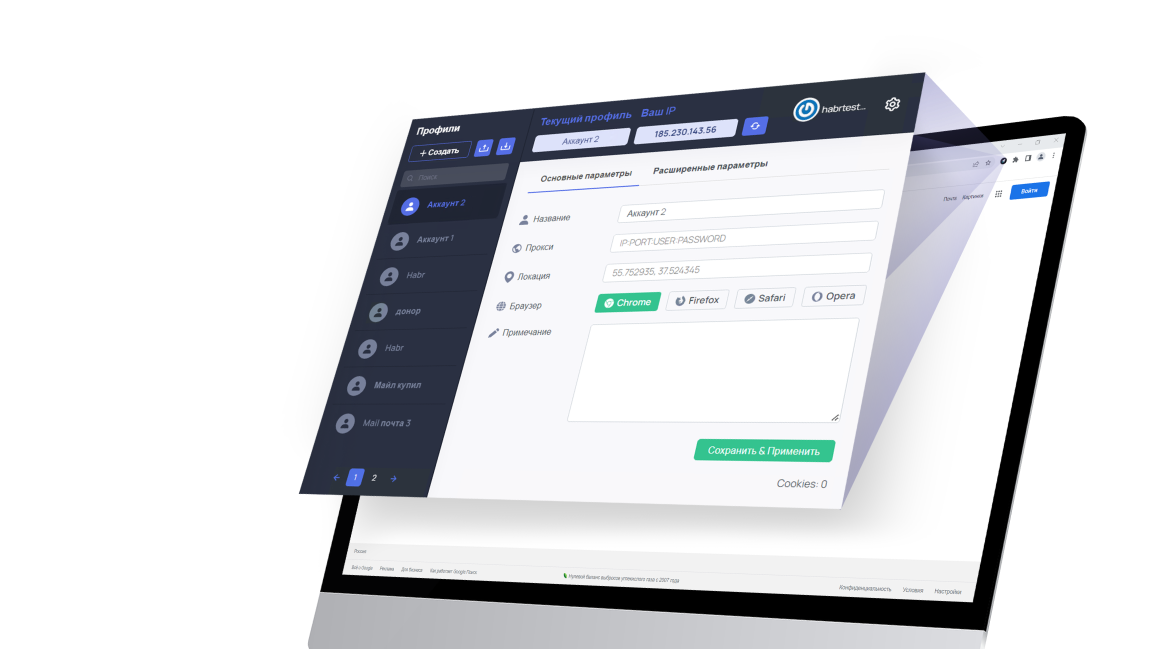 Профили
+ Создать
Поиск
Аккаунт 2
Аккаунт 1
Habr
донор
Habr
Майл купил
Mail почта 3
1
2
Текущий профиль
Ваш IP
Аккаунт 2
185.230.143.56
habrtest...
Основные параметры
Расширенные параметры
Название
Аккаунт 2
Прокси
IP:PORT:USER:PASSWORD
Локация
55.752935, 37.524345
Браузер
Chrome
Firefox
Safari
Opera
Примечание
Сохранить & Применить
Cookies: 0
Почта
Картинки
Войти
Россия
Всё о Google
Реклама
Для бизнеса
Как работает Google Поиск
Нулевой баланс выбросов углекислого газа с 2007 года
Конфиденциальность
Условия
Настройки